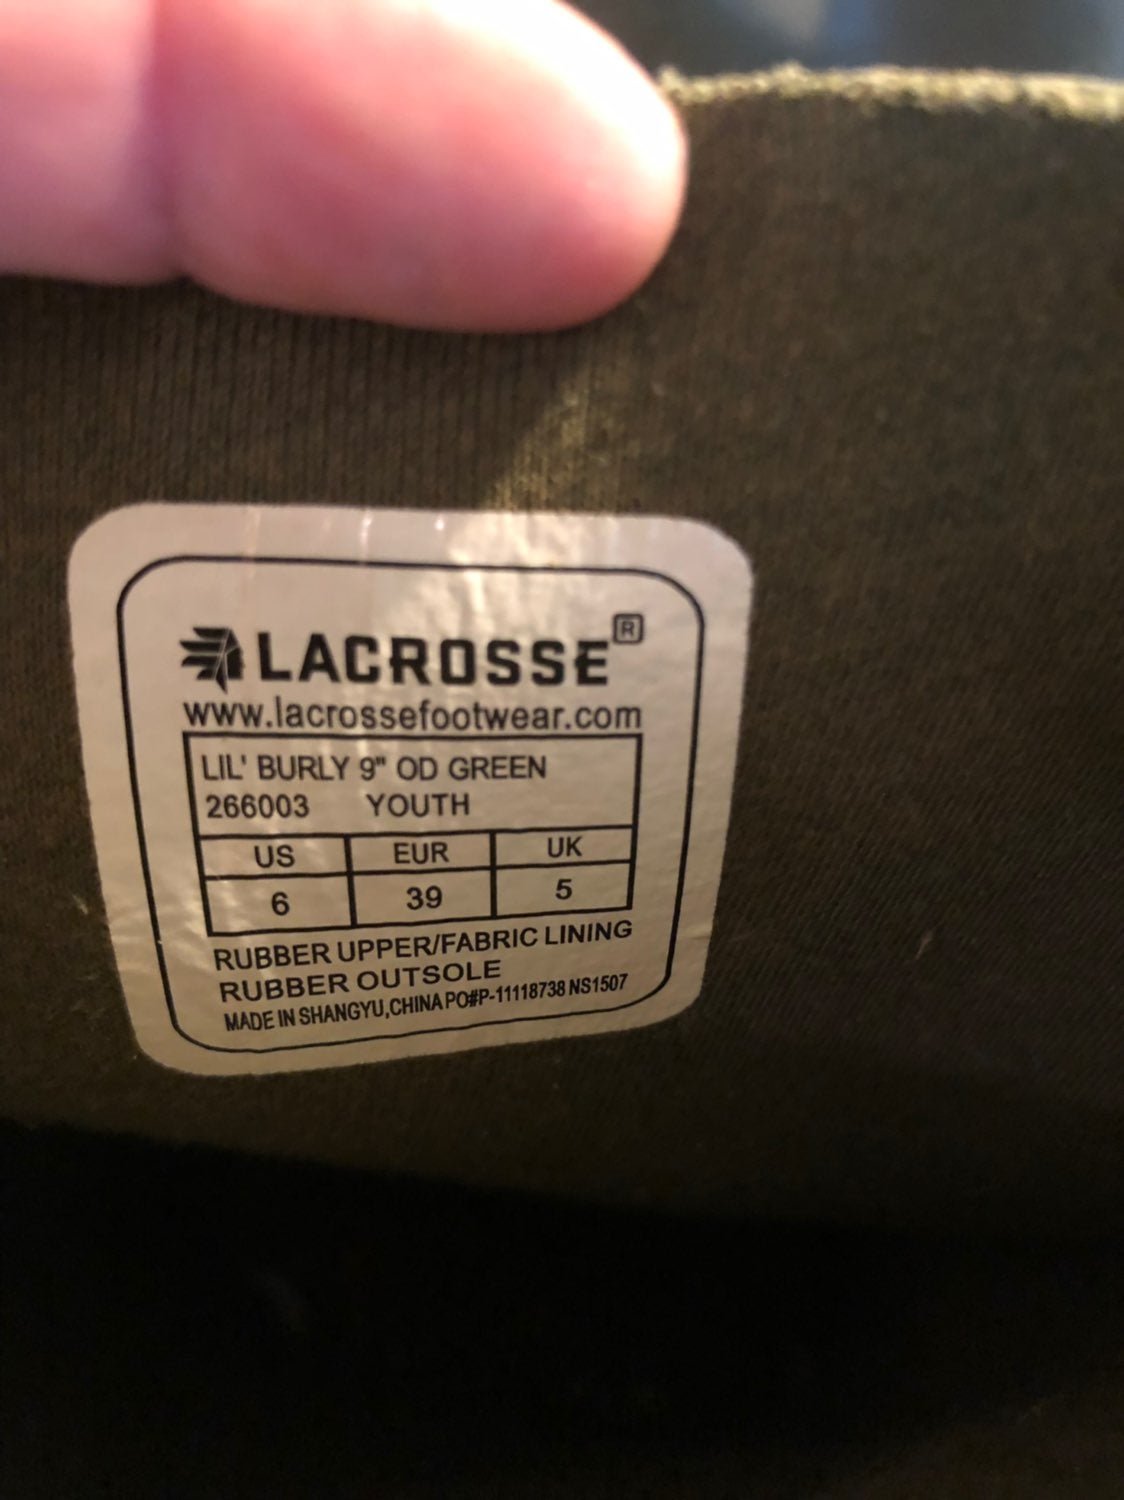 LACROSSE®
www.lacrossefootwear.com
LIL' BURLY 9" OD GREEN
266003 YOUTH
US EUR UK
6 39 5
RUBBER UPPER/FABRIC LINING
RUBBER OUTSOLE
MADE IN SHANGYU,CHINA PO#P-11118738 NS1507